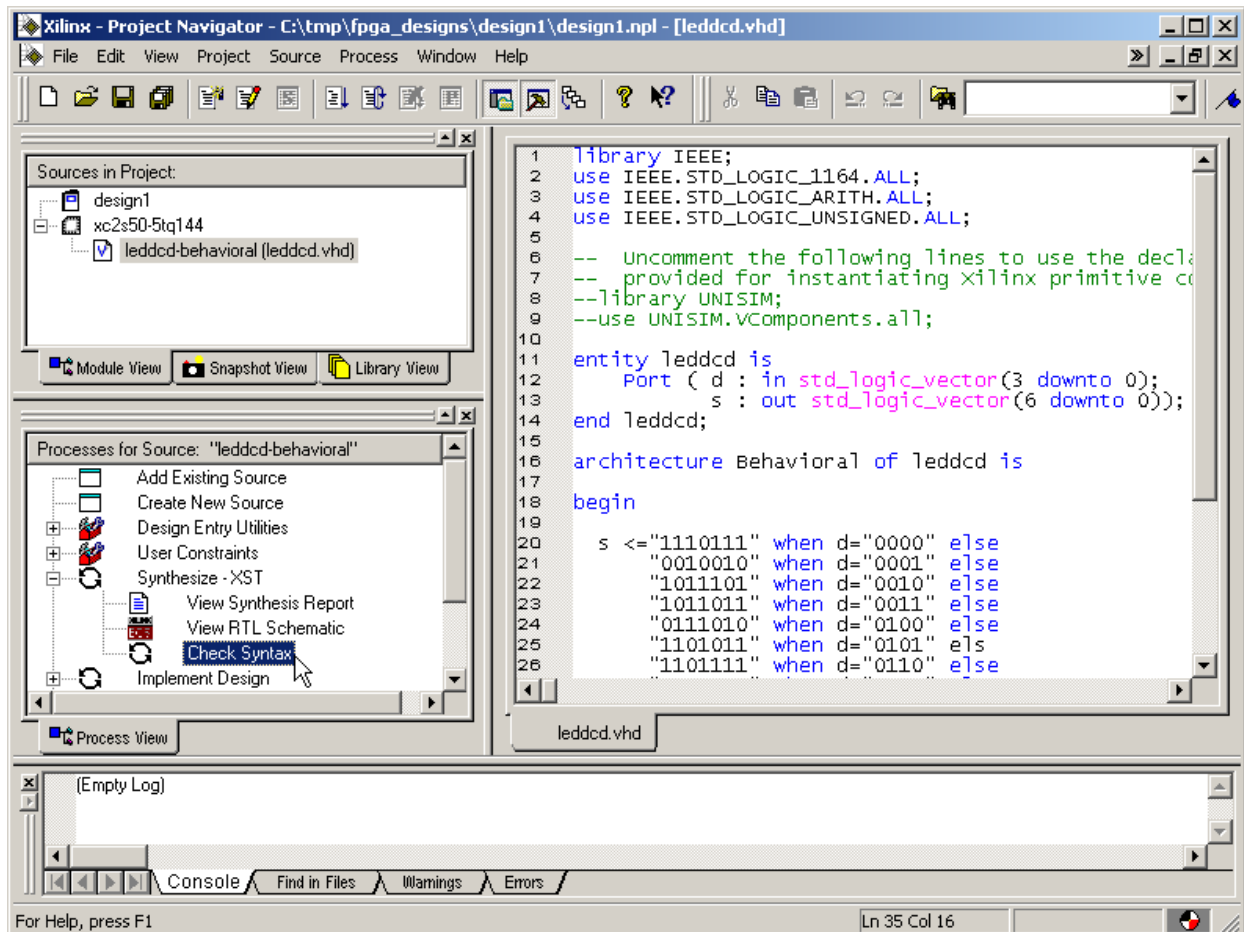 Xilinx - Project Navigator - C:\tmp\fpga_designs\design1\design1.npl - [leddcd.vhd]
File Edit View Project Source Process Window Help
Sources in Project:
design1
xc2s50-5tq144
leddcd-behavioral (leddcd.vhd)
Module View Snapshot View Library View
Processes for Source: "leddcd-behavioral"
Add Existing Source
Create New Source
Design Entry Utilities
User Constraints
Synthesize - XST
View Synthesis Report
View RTL Schematic
Check Syntax
Implement Design
Process View
1 library IEEE;
2 use IEEE.STD_LOGIC_1164.ALL;
3 use IEEE.STD_LOGIC_ARITH.ALL;
4 use IEEE.STD_LOGIC_UNSIGNED.ALL;
5
6 -- Uncomment the following lines to use the decla
7 -- provided for instantiating Xilinx primitive co
8 --library UNISIM;
9 --use UNISIM.VComponents.all;
10
11 entity leddcd is
12 Port ( d : in std_logic_vector(3 downto 0);
13 s : out std_logic_vector(6 downto 0));
14 end leddcd;
15
16 architecture Behavioral of leddcd is
17
18 begin
19
20 s <="1110111" when d="0000" else
21 "0010010" when d="0001" else
22 "1011101" when d="0010" else
23 "1011011" when d="0011" else
24 "0111010" when d="0100" else
25 "1101011" when d="0101" els
26 "1101111" when d="0110" else
leddcd.vhd
(Empty Log)
Console Find in Files Warnings Errors
For Help, press F1
Ln 35 Col 16